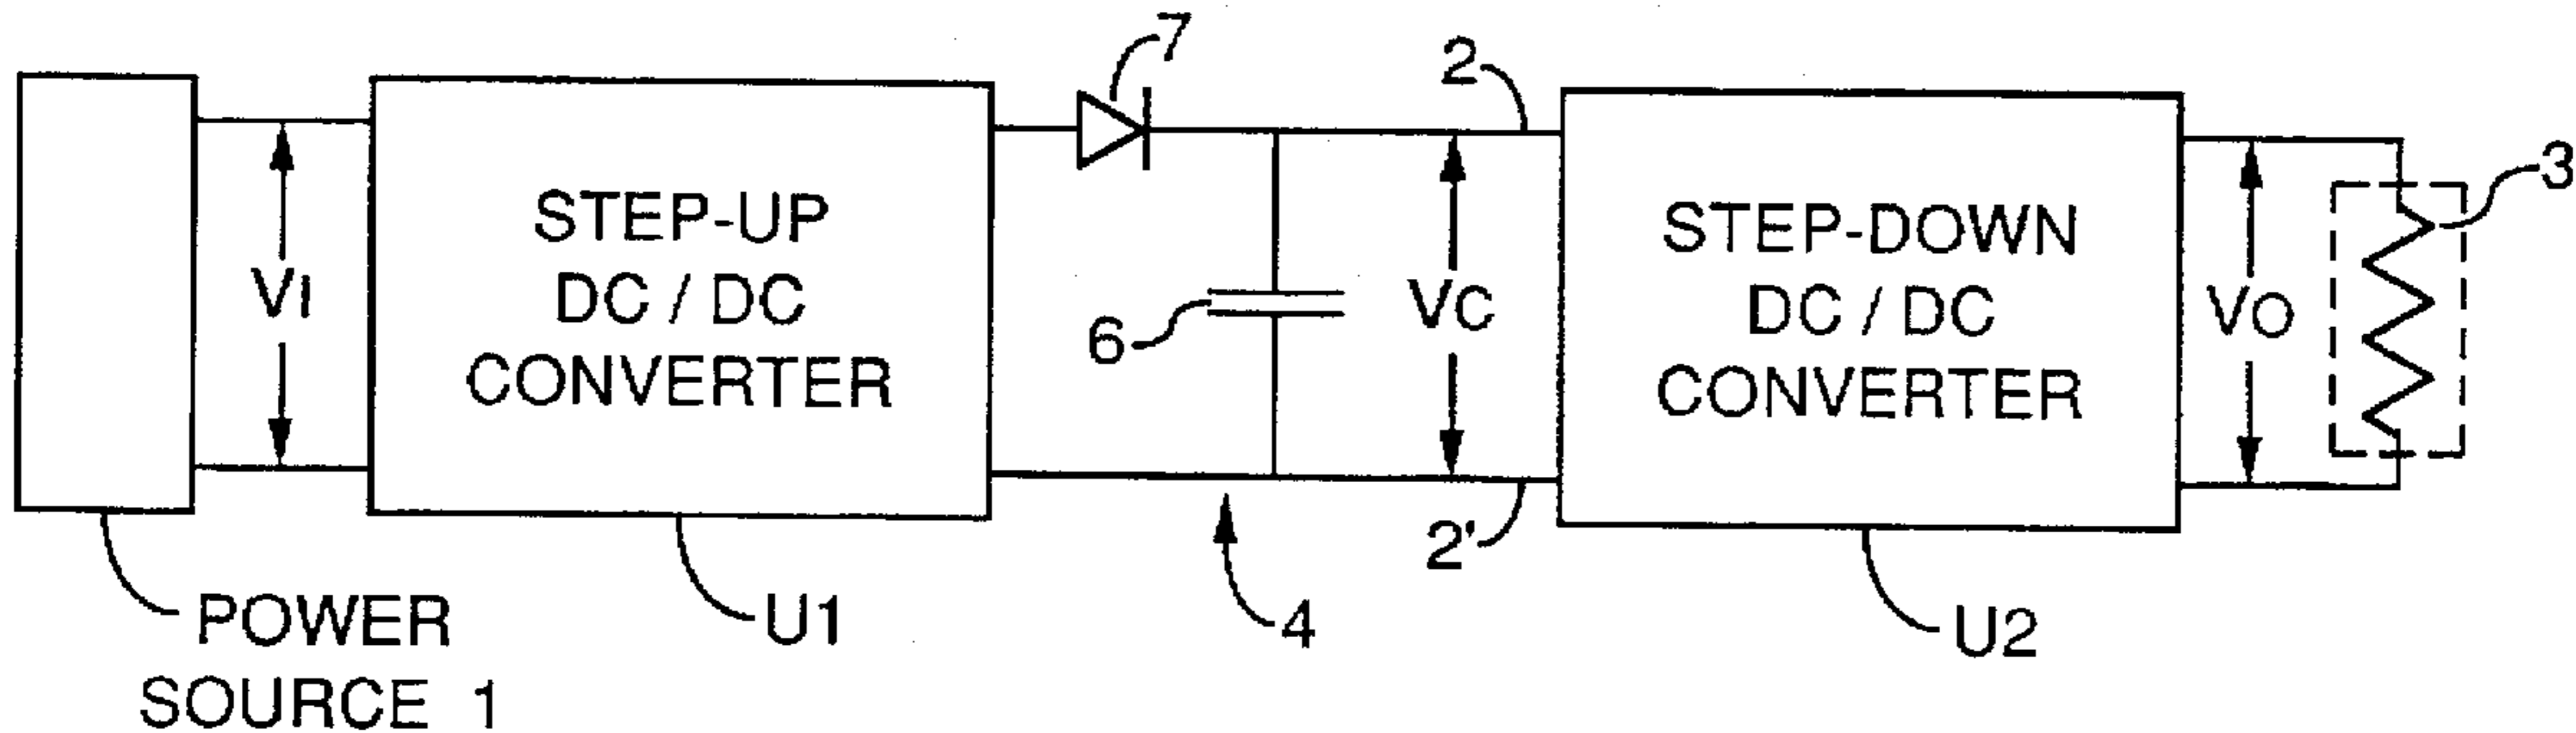 7
2
3
STEP-UP
DC / DC
CONVERTER
STEP-DOWN
DC / DC
CONVERTER
VI
6
VC
VO
2'
POWER
SOURCE 1
U1
4
U2